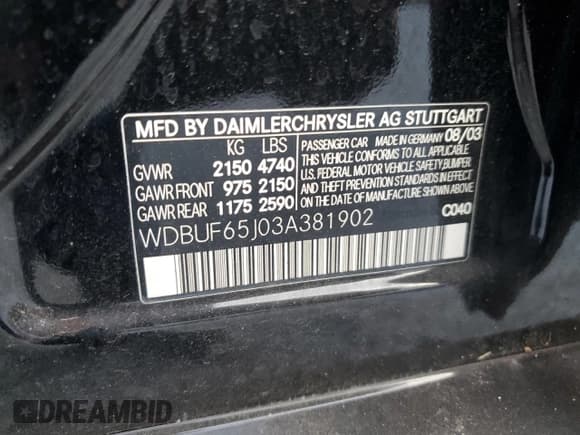 MFD BY DAIMLERCHRYSLER AG STUTTGART
KG LBS
GVWR 2150 4740
GAWR FRONT 975 2150
GAWR REAR 1175 2590
PASSENGER CAR MADE IN GERMANY 08/03
THIS VEHICLE CONFORMS TO ALL APPLICABLE
U.S. FEDERAL MOTOR VEHICLE SAFETY,BUMPER
AND THEFT PREVENTION STANDARDS IN EFFECT
ON THE DATE OF MANUFACTURE SHOWN ABOVE.
WDBUF65J03A381902
C040
DREAMBID